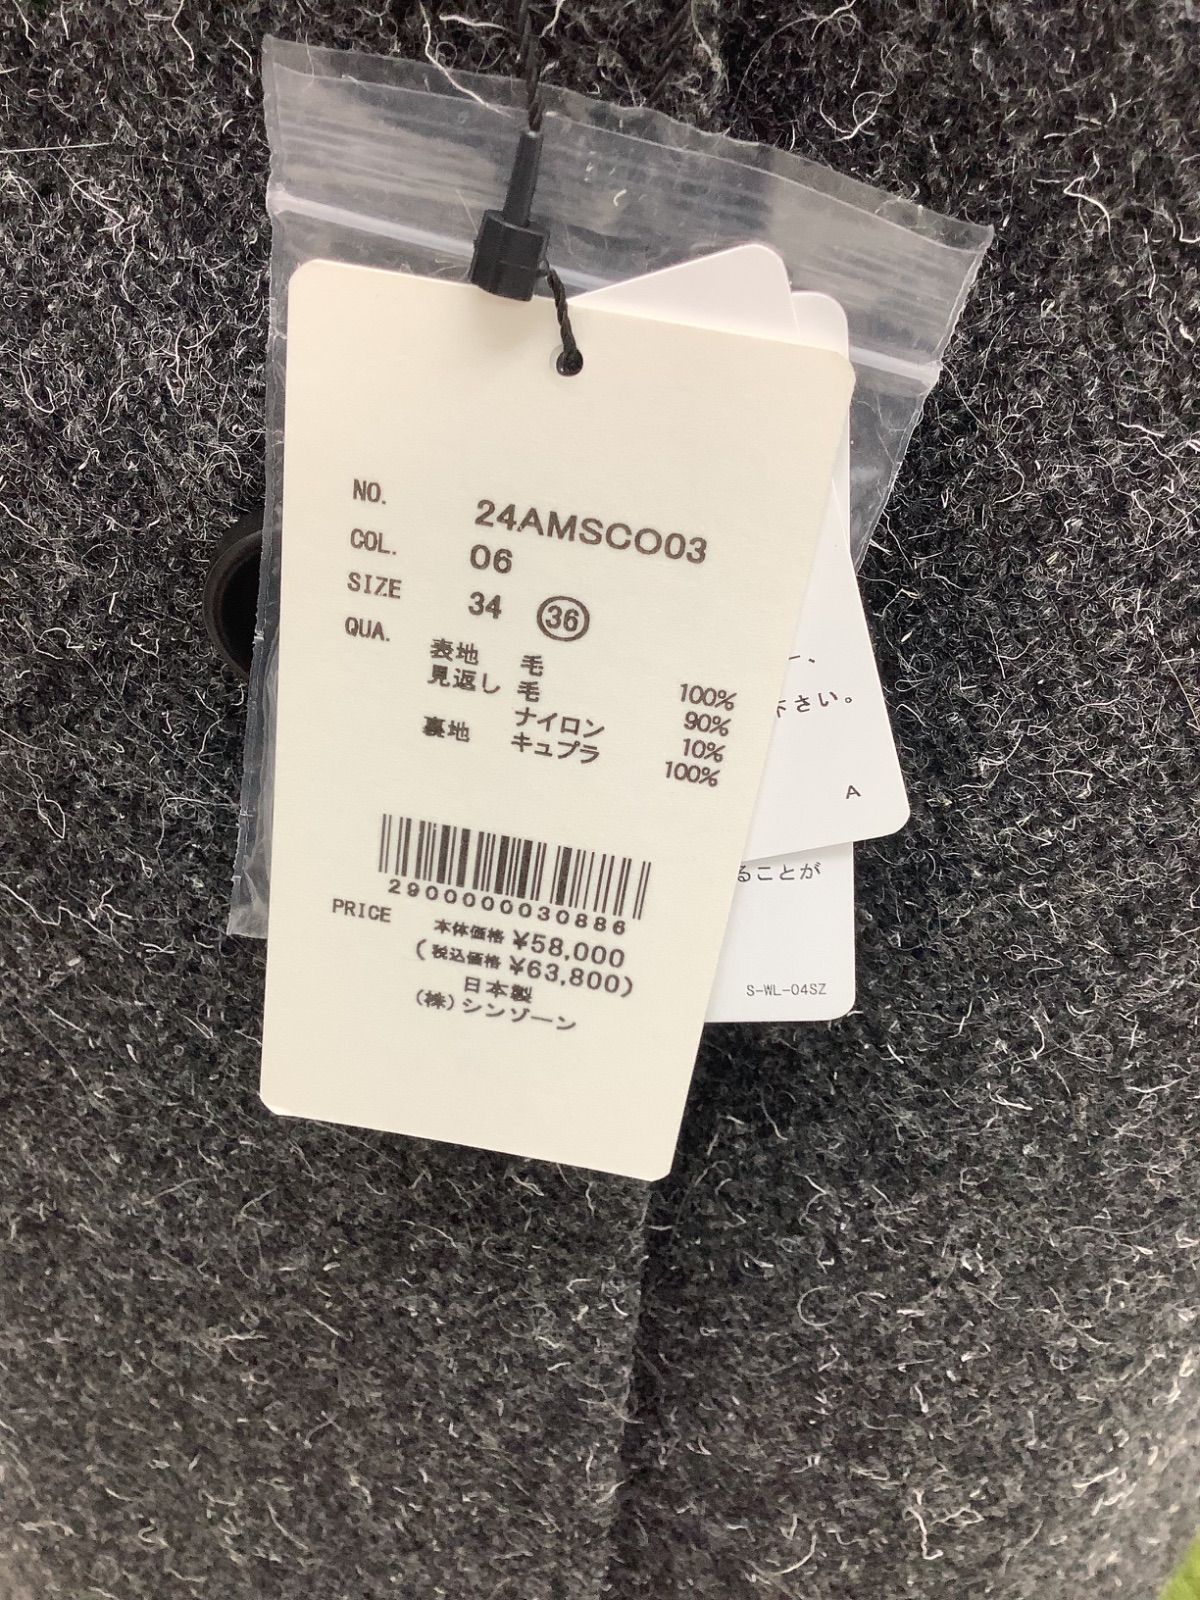 NO. 24AMSCO03
COL. 06
SIZE 34 36
QUA. 表地 毛 100%
見返し 毛 90%
ナイロン 10%
裏地 キュプラ 100%
2900000030886
PRICE 本体価格 ¥58,000
(税込価格 ¥63,800)
日本製
(株)シンゾーン
ー、
下さい。
A
ることが
S-WL-04SZ